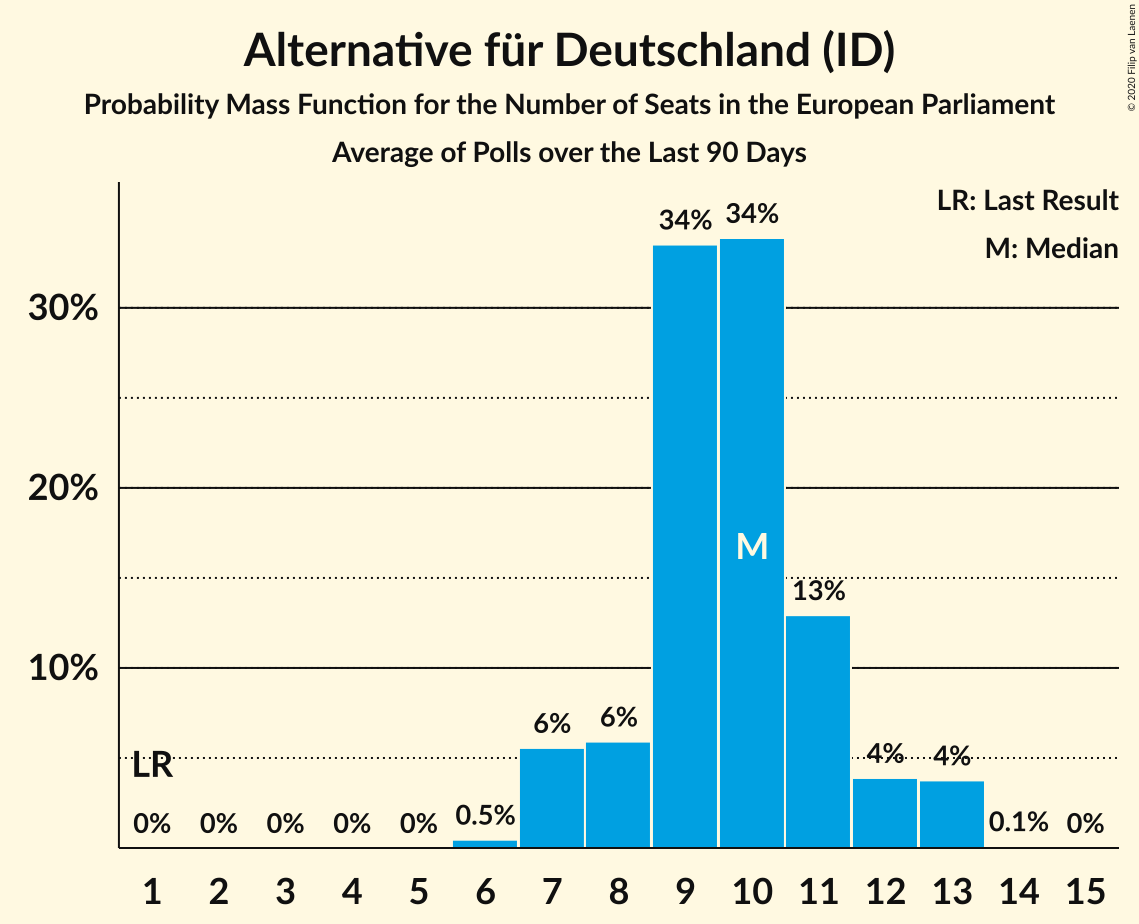 Alternative für Deutschland (ID)
Probability Mass Function for the Number of Seats in the European Parliament
Average of Polls over the Last 90 Days
© 2020 Filip van Laenen
LR: Last Result
M: Median
30%
20%
10%
LR
0% 0% 0% 0% 0% 0.5% 6% 6% 34% 34% 13% 4% 4% 0.1% 0%
M
1 2 3 4 5 6 7 8 9 10 11 12 13 14 15